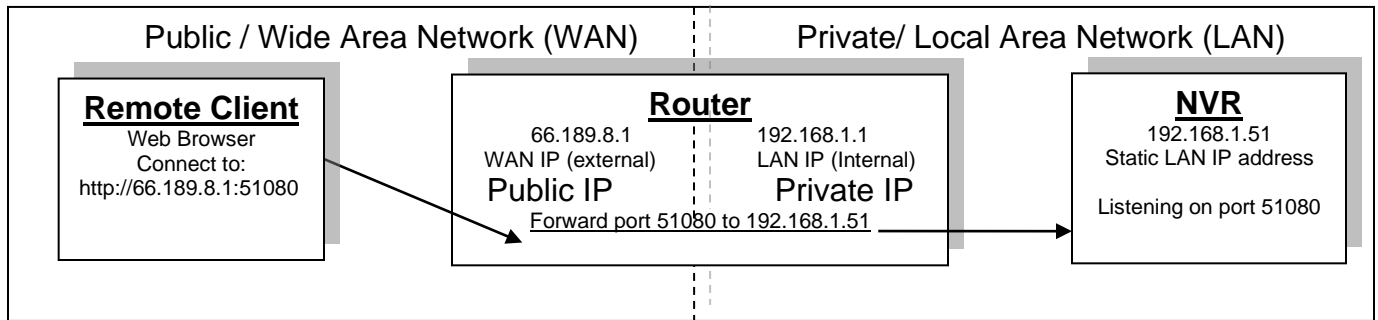 Public / Wide Area Network (WAN)
Private/ Local Area Network (LAN)
Remote Client
Web Browser
Connect to:
http://66.189.8.1:51080
Router
66.189.8.1
WAN IP (external)
Public IP
192.168.1.1
LAN IP (Internal)
Private IP
Forward port 51080 to 192.168.1.51
NVR
192.168.1.51
Static LAN IP address
Listening on port 51080